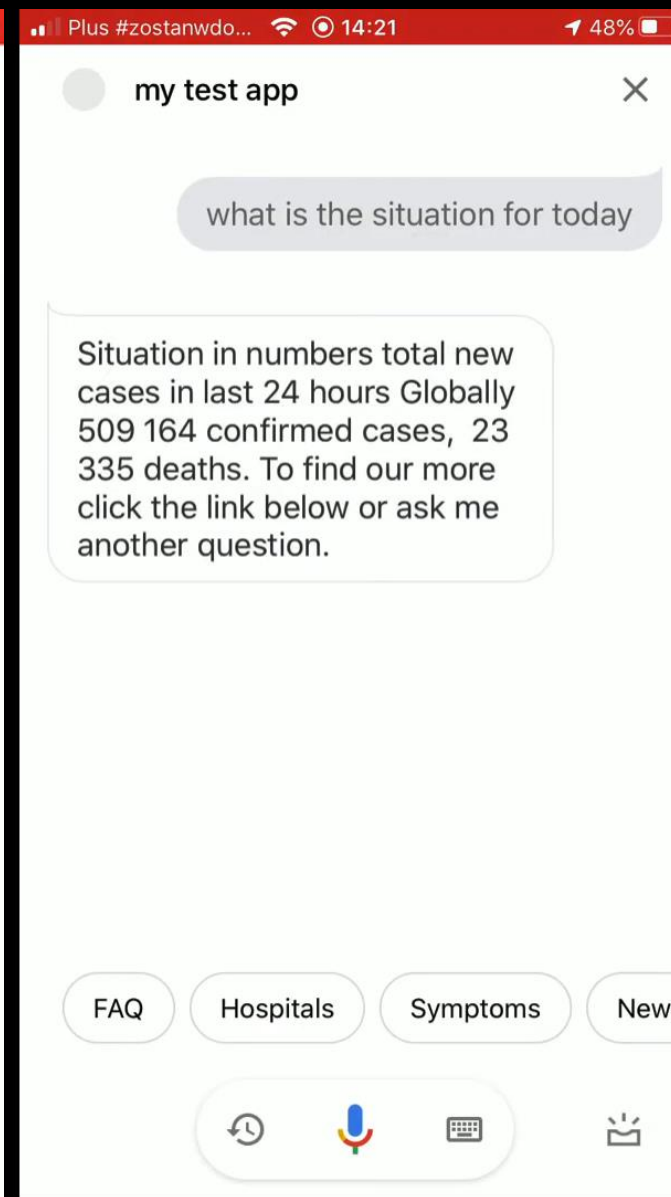 Plus #zostanwdo... 14:21 48%
my test app
what is the situation for today
Situation in numbers total new
cases in last 24 hours Globally
509 164 confirmed cases,  23
335 deaths. To find our more
click the link below or ask me
another question.
FAQ Hospitals Symptoms New